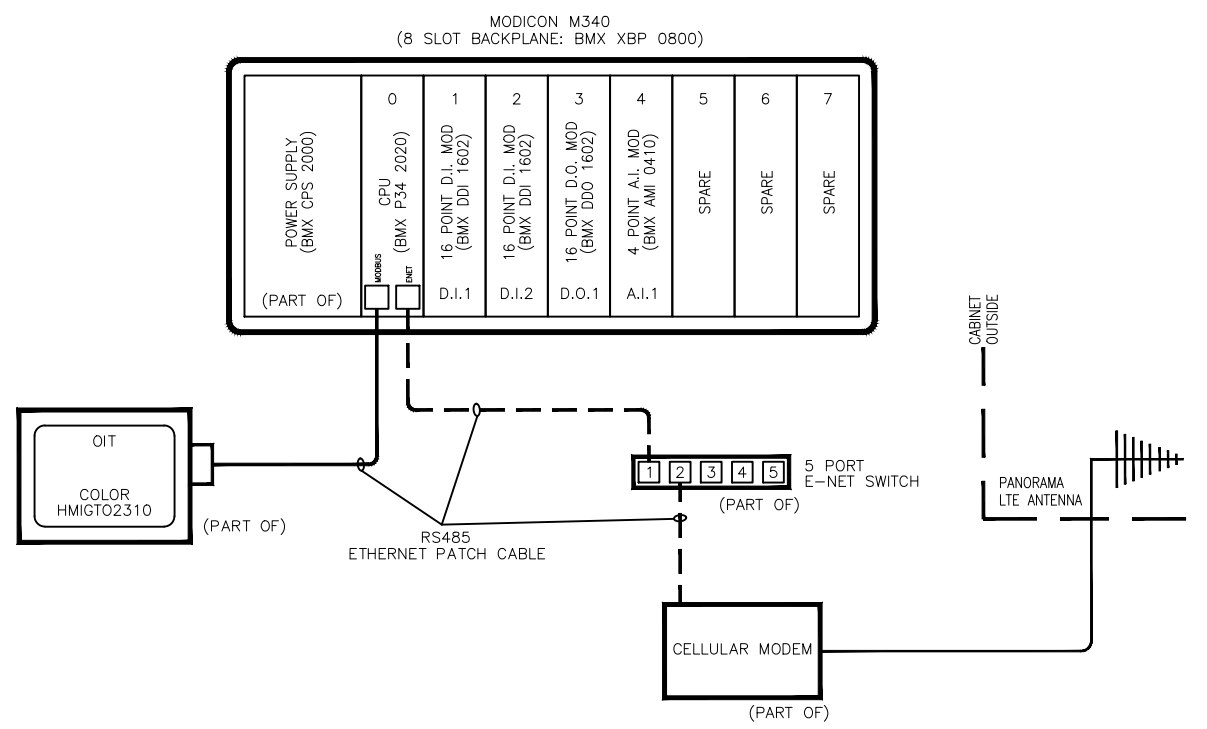 MODICON M340
(8 SLOT BACKPLANE: BMX XBP 0800)
POWER SUPPLY
(BMX CPS 2000)
(PART OF)
0
CPU
(BMX P34 2020)
MODBUS
ENET
1
16 POINT D.I. MOD
(BMX DDI 1602)
D.I.1
2
16 POINT D.I. MOD
(BMX DDI 1602)
D.I.2
3
16 POINT D.O. MOD
(BMX DDO 1602)
D.O.1
4
4 POINT A.I. MOD
(BMX AMI 0410)
A.I.1
5
SPARE
6
SPARE
7
SPARE
CABINET
OUTSIDE
OIT
COLOR
HMIGTO2310
(PART OF)
1 2 3 4 5
5 PORT
E-NET SWITCH
(PART OF)
PANORAMA
LTE ANTENNA
RS485
ETHERNET PATCH CABLE
CELLULAR MODEM
(PART OF)